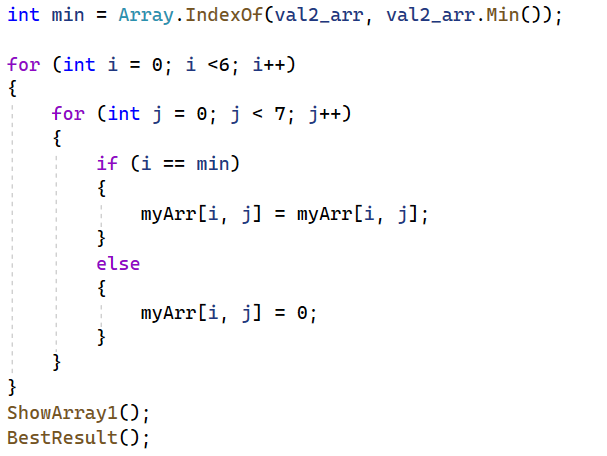 int min = Array.IndexOf(val2_arr, val2_arr.Min());
for (int i = 0; i <6; i++)
{
for (int j = 0; j < 7; j++)
{
if (i == min)
{
myArr[i, j] = myArr[i, j];
}
else
{
myArr[i, j] = 0;
}
}
}
ShowArray1();
BestResult();